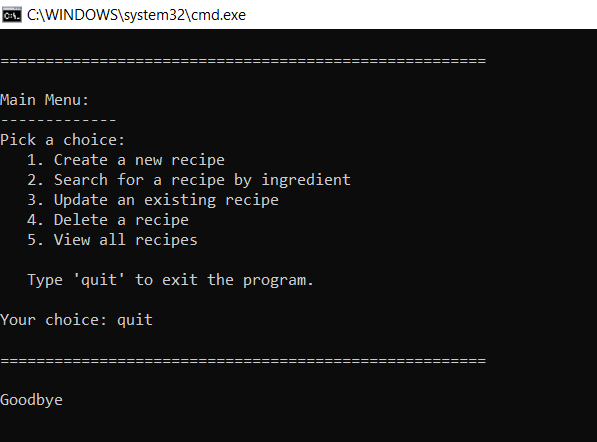 C:\WINDOWS\system32\cmd.exe
======================================================
Main Menu:
-------------
Pick a choice:
1. Create a new recipe
2. Search for a recipe by ingredient
3. Update an existing recipe
4. Delete a recipe
5. View all recipes
Type 'quit' to exit the program.
Your choice: quit
======================================================
Goodbye